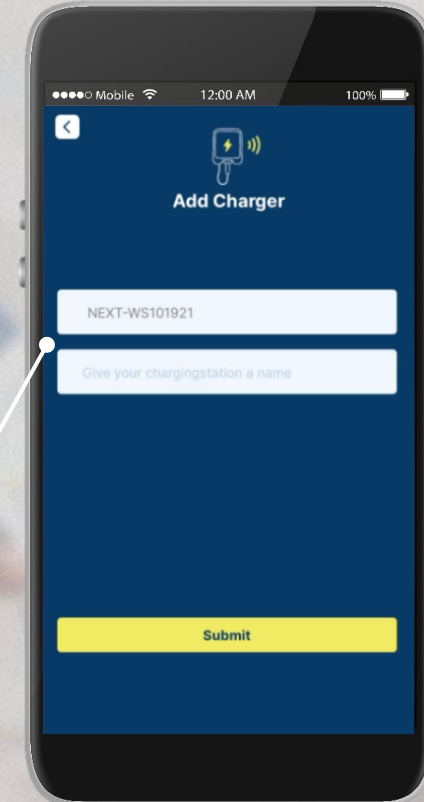 Mobile 12:00 AM 100%
Add Charger
NEXT-WS101921
Give your chargingstation a name
Submit